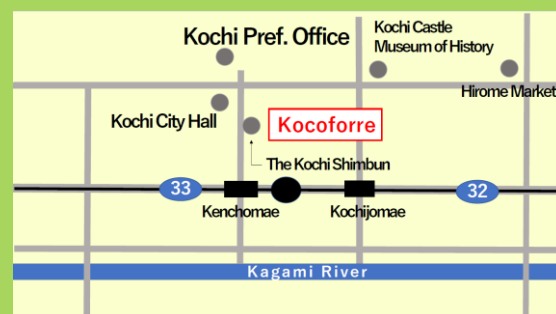 Kochi Pref. Office
Kochi Castle
Museum of History
Hirome Market
Kochi City Hall
Kocoforre
The Kochi Shimbun
33
32
Kenchomae
Kochijomae
Kagami River